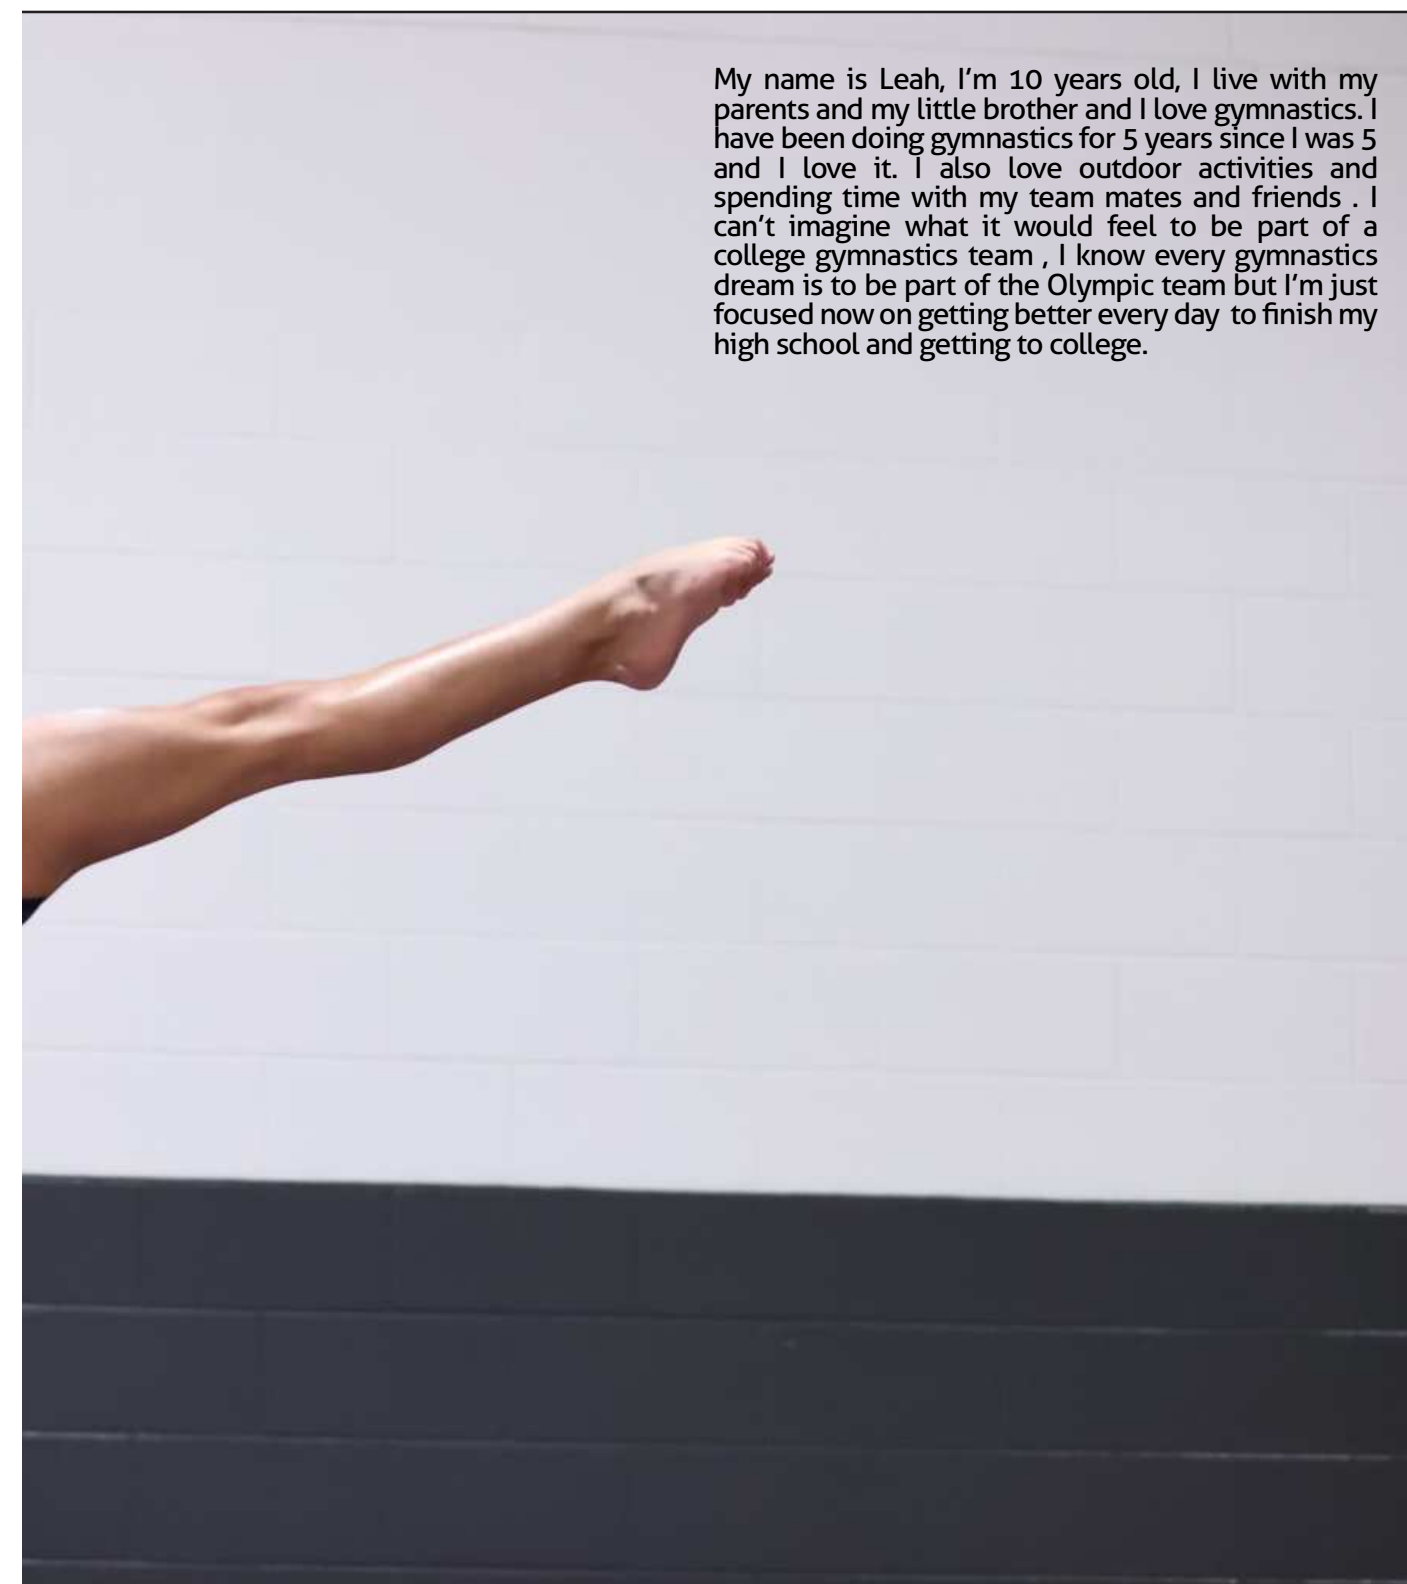 My name is Leah, I'm 10 years old, I live with my
parents and my little brother and I love gymnastics. I
have been doing gymnastics for 5 years since I was 5
and I love it. I also love outdoor activities and
spending time with my team mates and friends . I
can't imagine what it would feel to be part of a
college gymnastics team , I know every gymnastics
dream is to be part of the Olympic team but I'm just
focused now on getting better every day  to finish my
high school and getting to college.